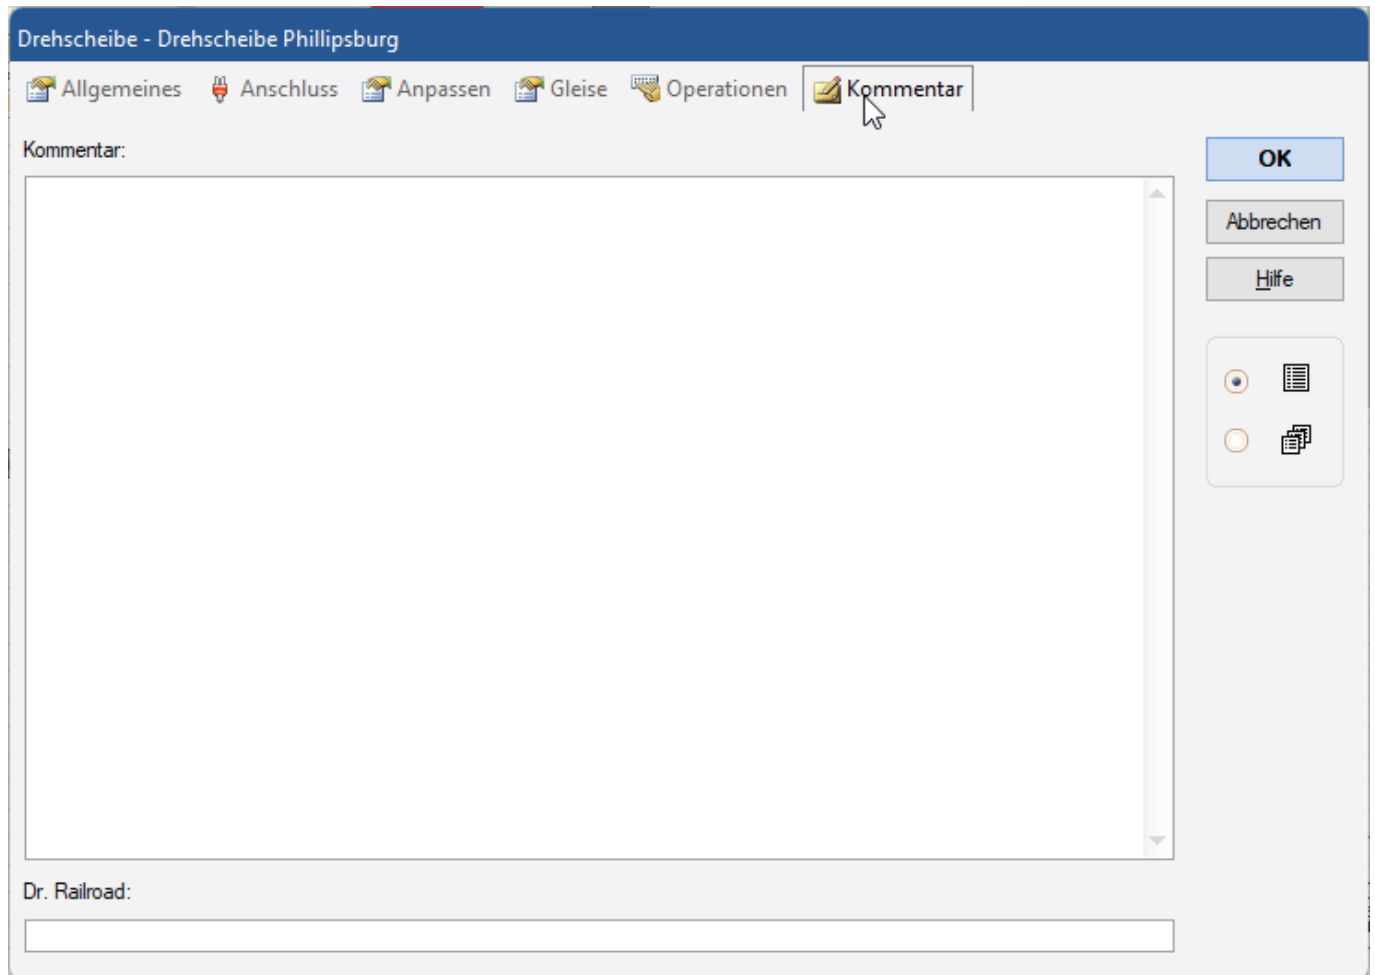 Drehscheibe - Drehscheibe Phillipsburg
Allgemeines Anschluss Anpassen Gleise Operationen Kommentar
Kommentar:
OK
Abbrechen
Hilfe
Dr. Railroad: